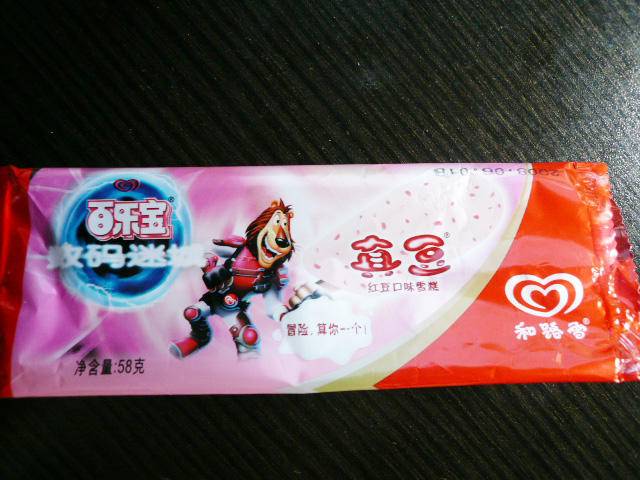 百乐宝
数码迷城
真豆
红豆口味雪糕
冒险,算你一个!
净含量:58克
和路雪